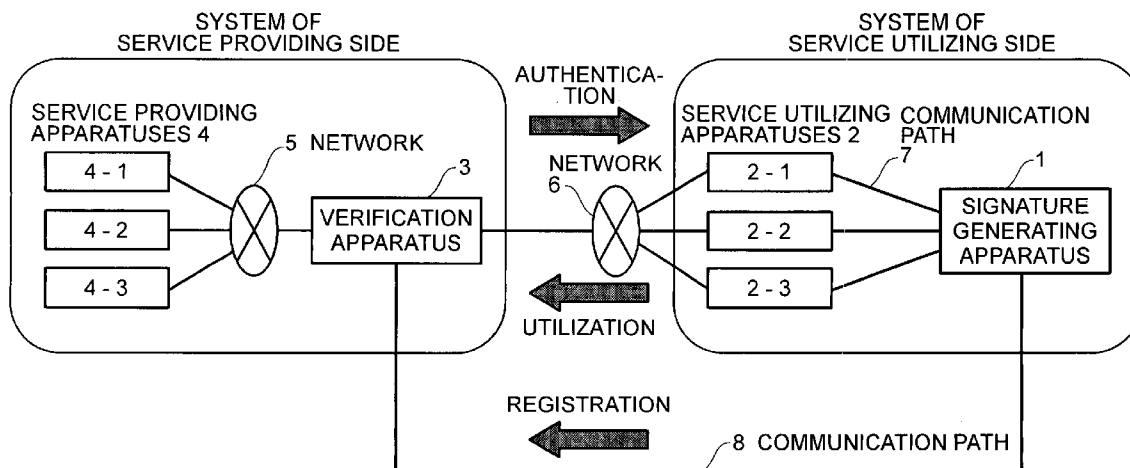 SYSTEM OF
SERVICE PROVIDING SIDE
SYSTEM OF
SERVICE UTILIZING SIDE
AUTHENTICA-
TION
SERVICE PROVIDING
APPARATUSES 4
5 NETWORK
4 - 1
4 - 2
4 - 3
3
VERIFICATION
APPARATUS
NETWORK
6
SERVICE UTILIZING
APPARATUSES 2
COMMUNICATION
PATH
7
2 - 1
2 - 2
2 - 3
1
SIGNATURE
GENERATING
APPARATUS
UTILIZATION
REGISTRATION
8 COMMUNICATION PATH